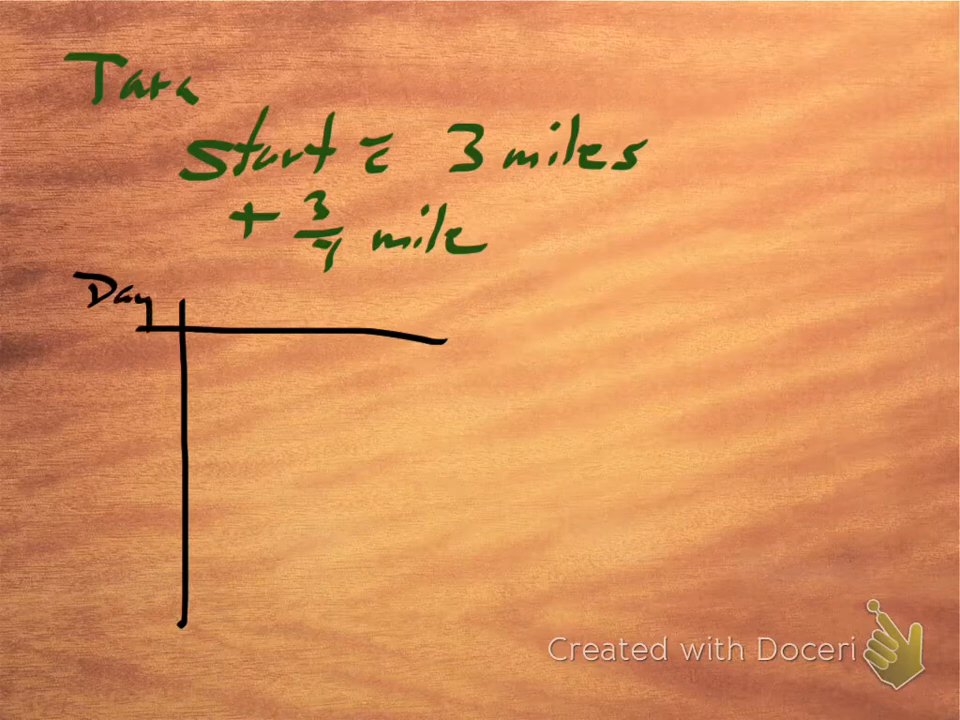 Tara
start = 3 miles
+ 3/4 mile
Day
Created with Doceri